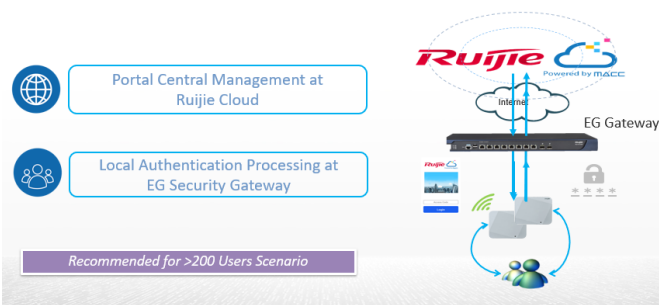 Portal Central Management at
Ruijie Cloud
Local Authentication Processing at
EG Security Gateway
Recommended for >200 Users Scenario
Ruijie
Powered by MACC
Internet
EG Gateway
Ruijie
* * * *